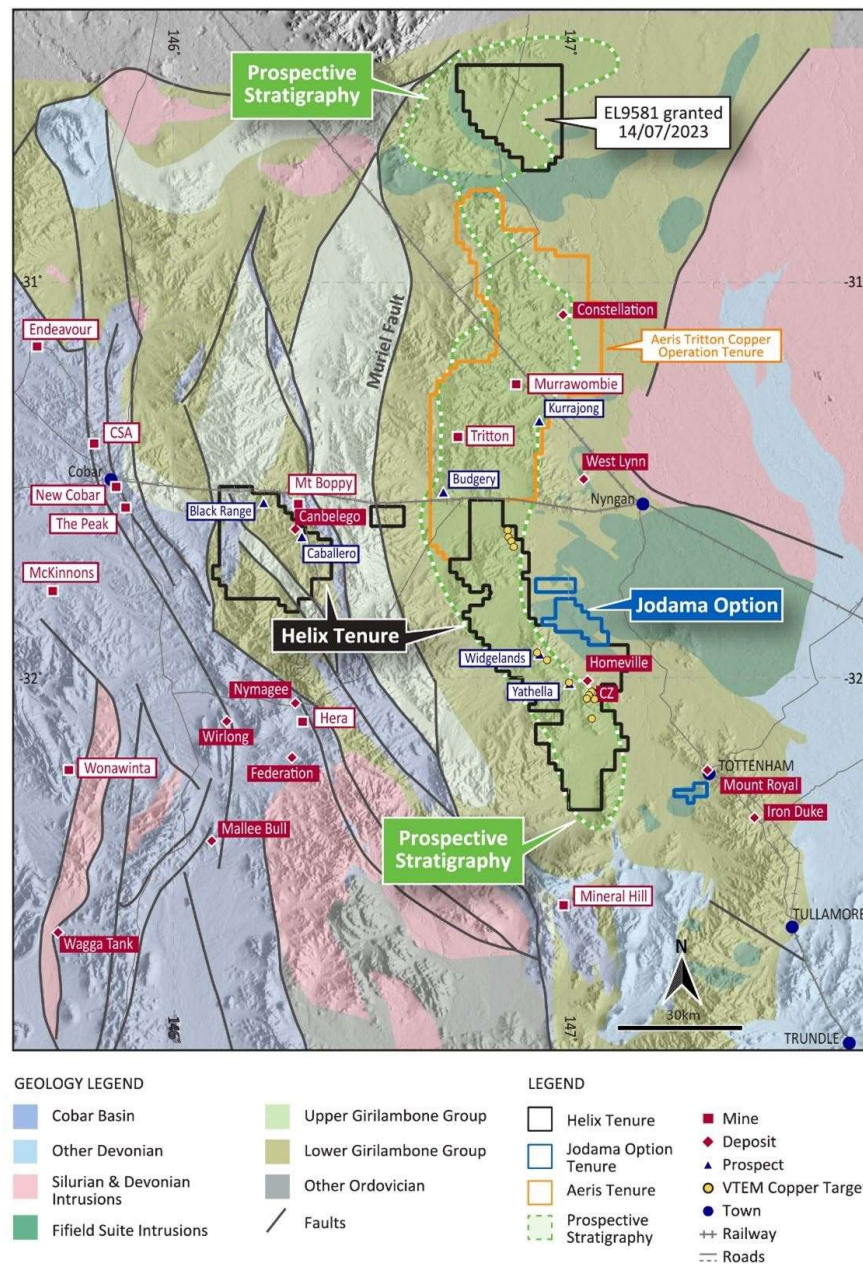 146°
147°
Prospective
Stratigraphy
EL9581 granted
14/07/2023
-31°
-31°
Constellation
Endeavour
Aeris Tritton Copper
Operation Tenure
Muriel Fault
Murrawombie
Kurrajong
Tritton
CSA
Cobar
West Lynn
Budgery
Mt Boppy
New Cobar
Nyngan
Black Range
Canbelego
The Peak
Caballero
McKinnons
Jodama Option
Helix Tenure
Widgelands
Homeville
-32°
-32°
Nymagee
Yathella
CZ
Hera
Wirlong
Federation
TOTTENHAM
Wonawinta
Mount Royal
Iron Duke
Mallee Bull
Prospective
Stratigraphy
Mineral Hill
TULLAMORE
Wagga Tank
N
30km
146°
147°
TRUNDLE
GEOLOGY LEGEND
Cobar Basin
Other Devonian
Silurian & Devonian
Intrusions
Fifield Suite Intrusions
Upper Girilambone Group
Lower Girilambone Group
Other Ordovician
Faults
LEGEND
Helix Tenure
Jodama Option
Tenure
Aeris Tenure
Prospective
Stratigraphy
Mine
Deposit
Prospect
VTEM Copper Target
Town
Railway
Roads